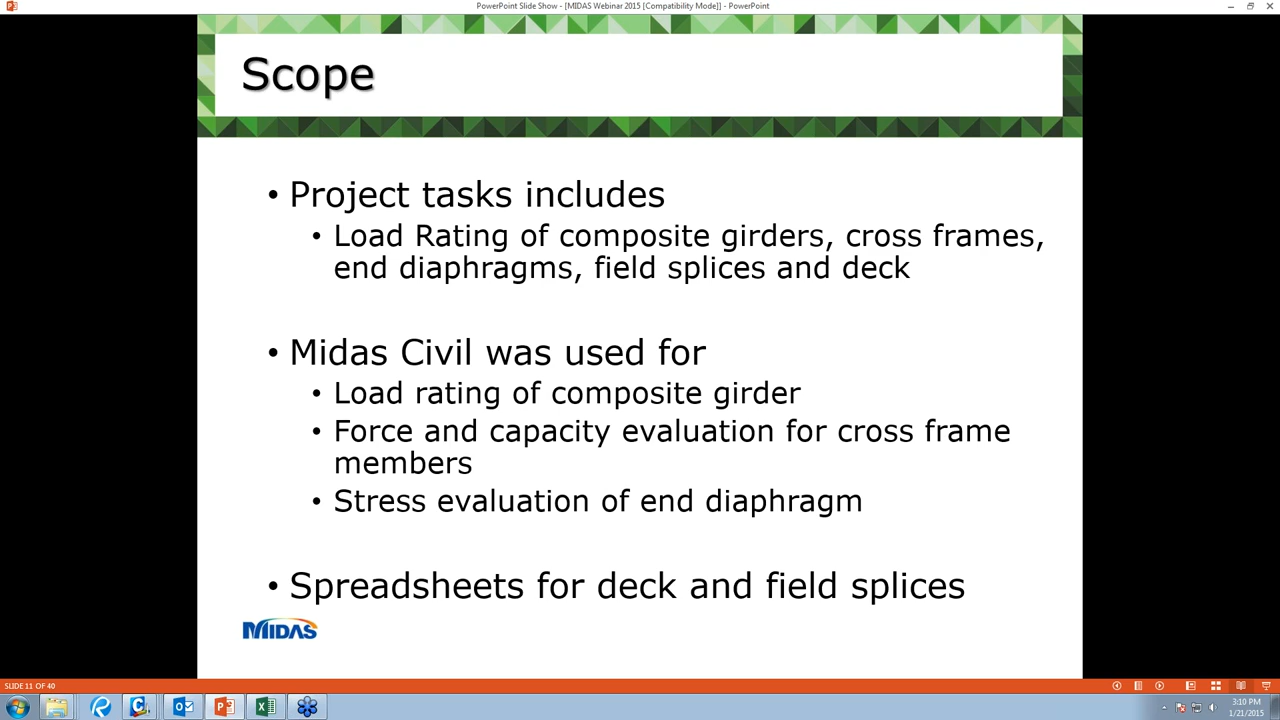 PowerPoint Slide Show - [MIDAS Webinar 2015 [Compatibility Mode]] - PowerPoint
Scope
• Project tasks includes
• Load Rating of composite girders, cross frames,
end diaphragms, field splices and deck
• Midas Civil was used for
• Load rating of composite girder
• Force and capacity evaluation for cross frame
members
• Stress evaluation of end diaphragm
• Spreadsheets for deck and field splices
MIDAS
SLIDE 11 OF 40
3:10 PM
1/21/2015